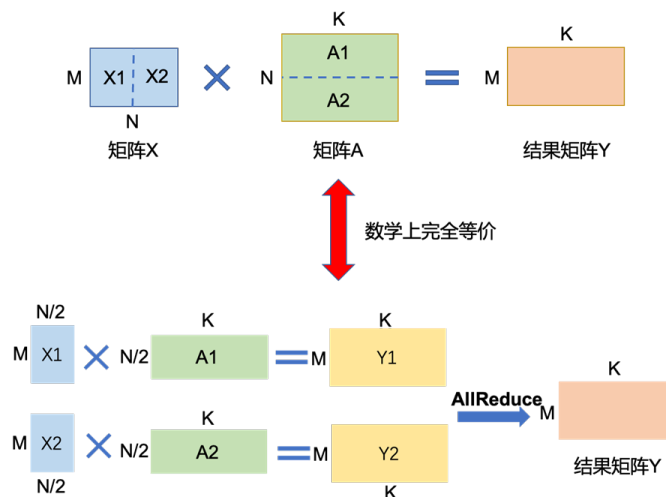 K
M X1 X2 N A1 M K
A2
N
矩阵X 矩阵A 结果矩阵Y
数学上完全等价
N/2 K K
M X1 N/2 A1 M Y1
K
AllReduce
K
M X2 N/2 A2 M Y2 M
N/2 K
结果矩阵Y